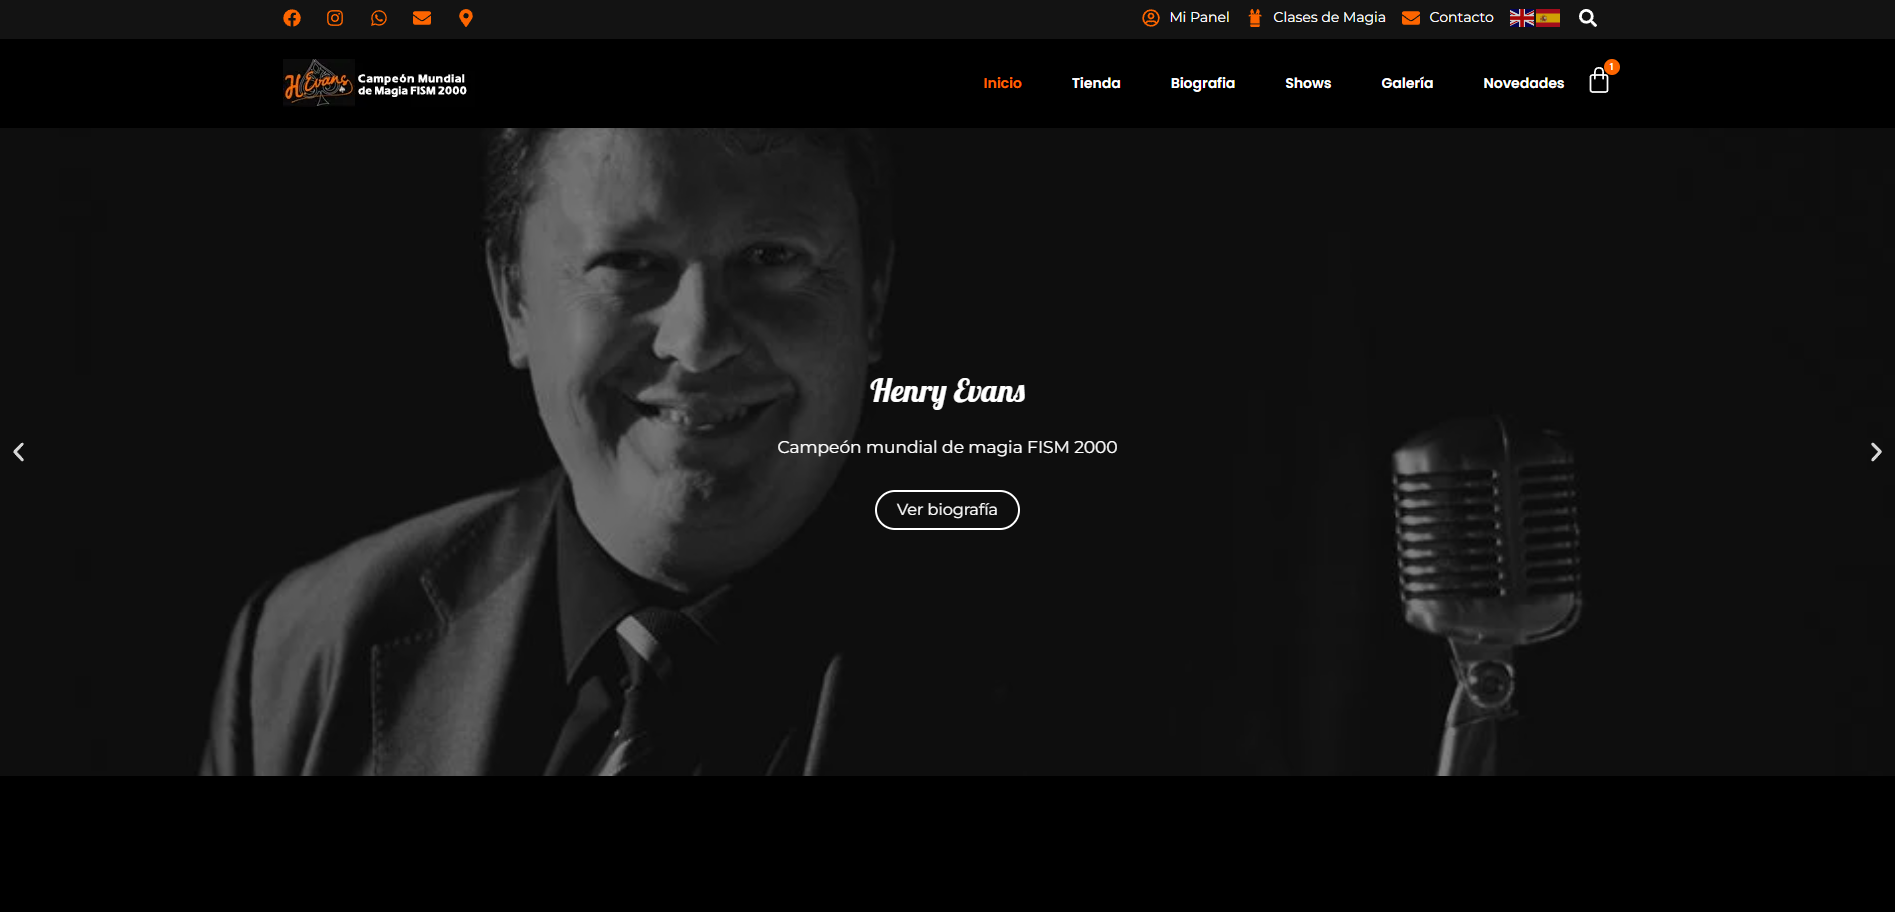 Mi Panel Clases de Magia Contacto
HEvans Campeón Mundial
de Magia FISM 2000
Inicio Tienda Biografia Shows Galería Novedades 1
Henry Evans
Campeón mundial de magia FISM 2000
Ver biografía